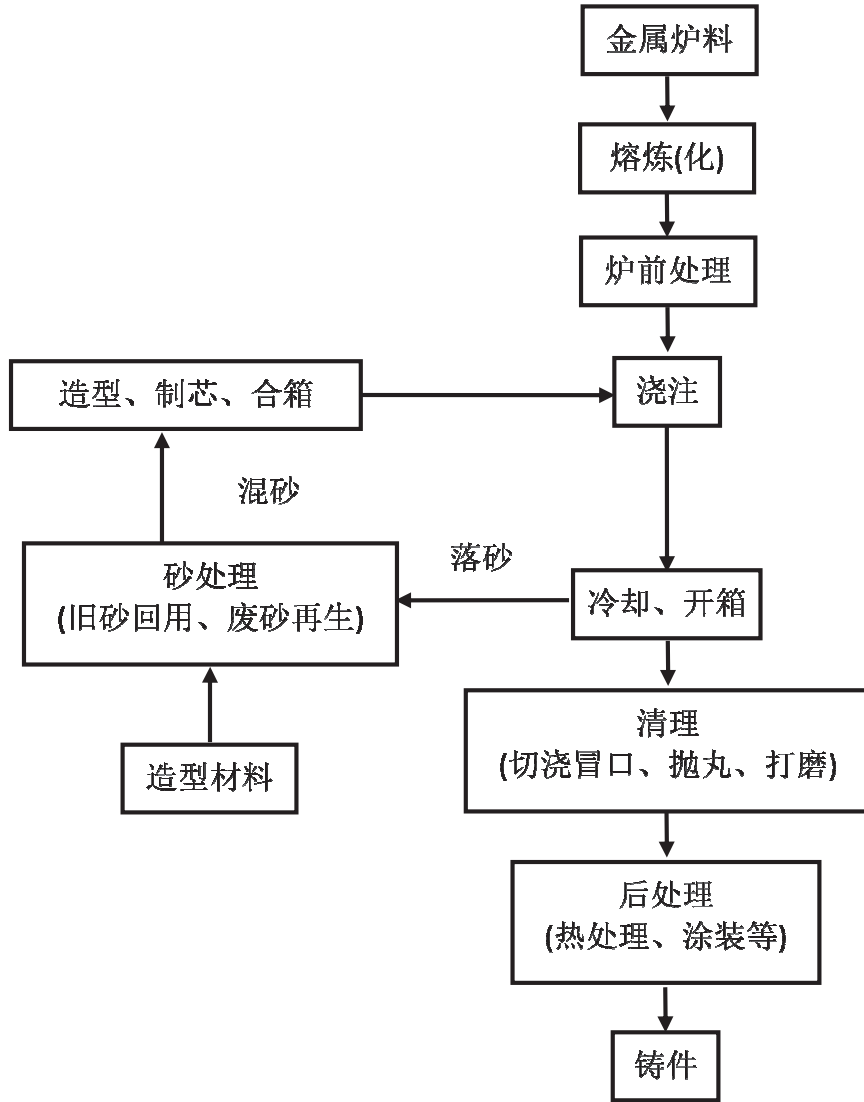 金属炉料
熔炼(化)
炉前处理
造型、制芯、合箱
浇注
混砂
落砂
砂处理
(旧砂回用、废砂再生)
冷却、开箱
造型材料
清理
(切浇冒口、抛丸、打磨)
后处理
(热处理、涂装等)
铸件